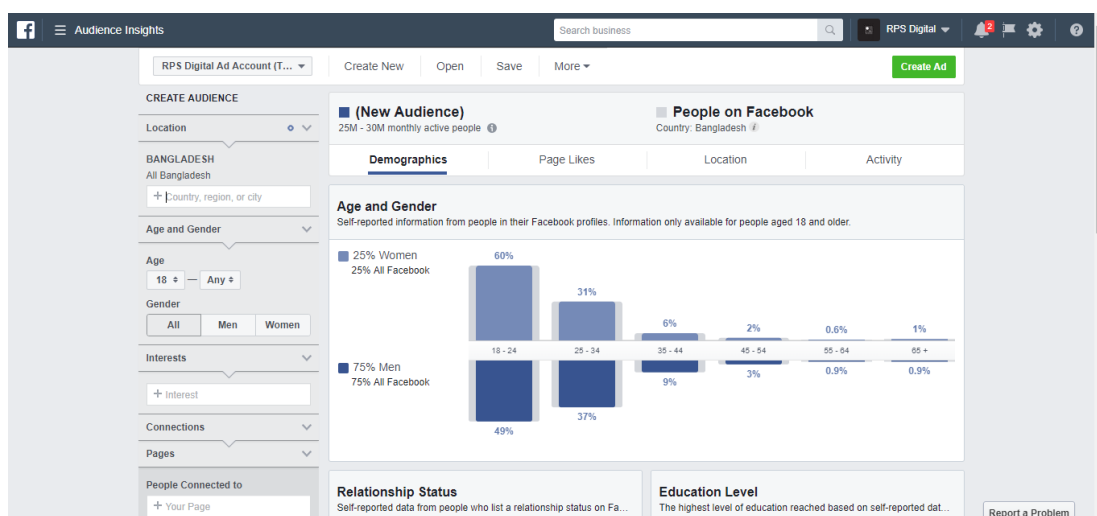 Audience Insights
Search business
RPS Digital
2
RPS Digital Ad Account (T...
Create New
Open
Save
More
Create Ad
CREATE AUDIENCE
Location
BANGLADESH
All Bangladesh
Country, region, or city
Age and Gender
Age
18 — Any
Gender
All Men Women
Interests
Interest
Connections
Pages
People Connected to
Your Page
(New Audience)
25M - 30M monthly active people
People on Facebook
Country: Bangladesh
Demographics
Page Likes
Location
Activity
Age and Gender
Self-reported information from people in their Facebook profiles. Information only available for people aged 18 and older.
25% Women
25% All Facebook
60%
31%
6%
2%
0.6%
1%
18 - 24
25 - 34
35 - 44
45 - 54
55 - 64
65 +
75% Men
75% All Facebook
49%
37%
9%
3%
0.9%
0.9%
Relationship Status
Self-reported data from people who list a relationship status on Fa...
Education Level
The highest level of education reached based on self-reported dat...
Report a Problem